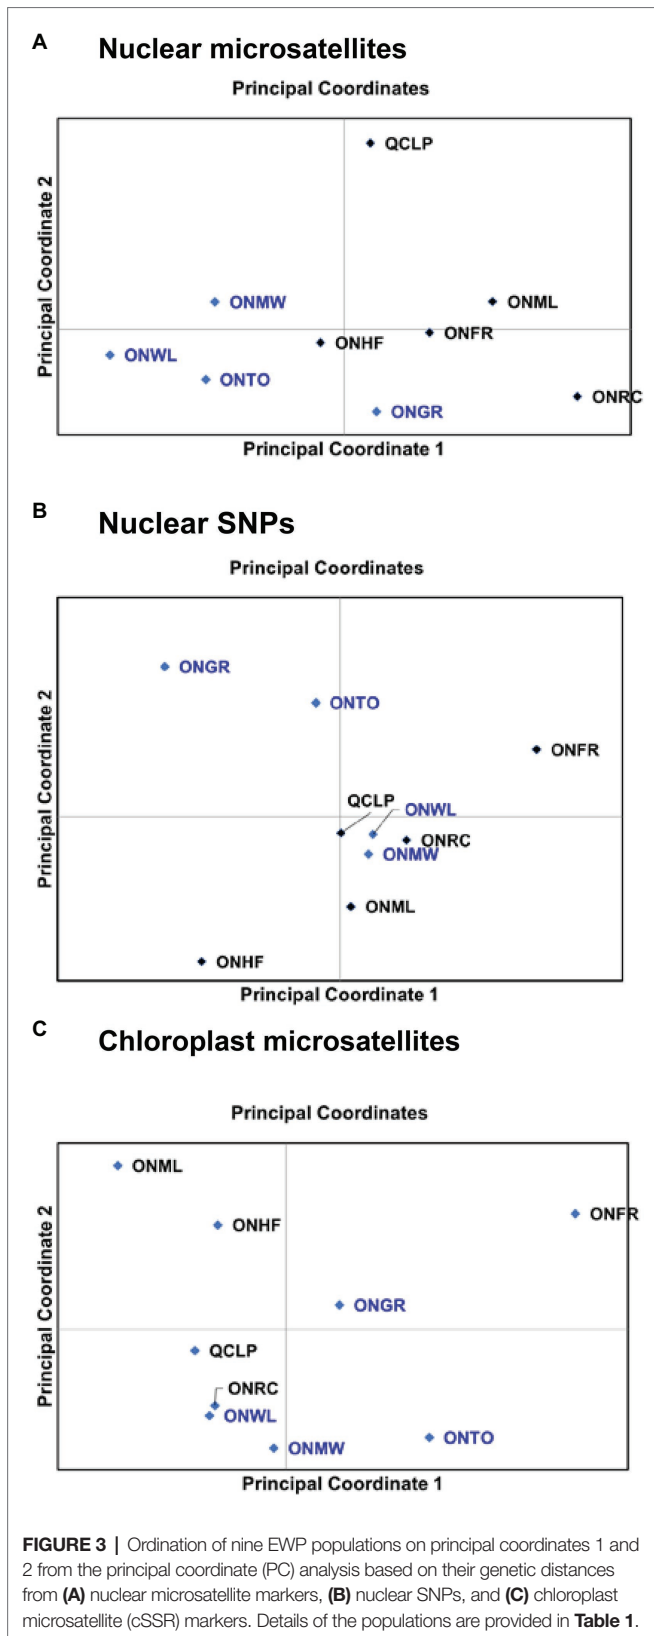 A
Nuclear microsatellites
Principal Coordinates
Principal Coordinate 2
QCLP
ONMW
ONML
ONFR
ONHF
ONWL
ONTO
ONRC
ONGR
Principal Coordinate 1
B
Nuclear SNPs
Principal Coordinates
Principal Coordinate 2
ONGR
ONTO
ONFR
QCLP
ONWL
ONRC
ONMW
ONML
ONHF
Principal Coordinate 1
C
Chloroplast microsatellites
Principal Coordinates
Principal Coordinate 2
ONML
ONHF
ONFR
ONGR
QCLP
ONRC
ONWL
ONTO
ONMW
Principal Coordinate 1
FIGURE 3 | Ordination of nine EWP populations on principal coordinates 1 and
2 from the principal coordinate (PC) analysis based on their genetic distances
from (A) nuclear microsatellite markers, (B) nuclear SNPs, and (C) chloroplast
microsatellite (cSSR) markers. Details of the populations are provided in Table 1.